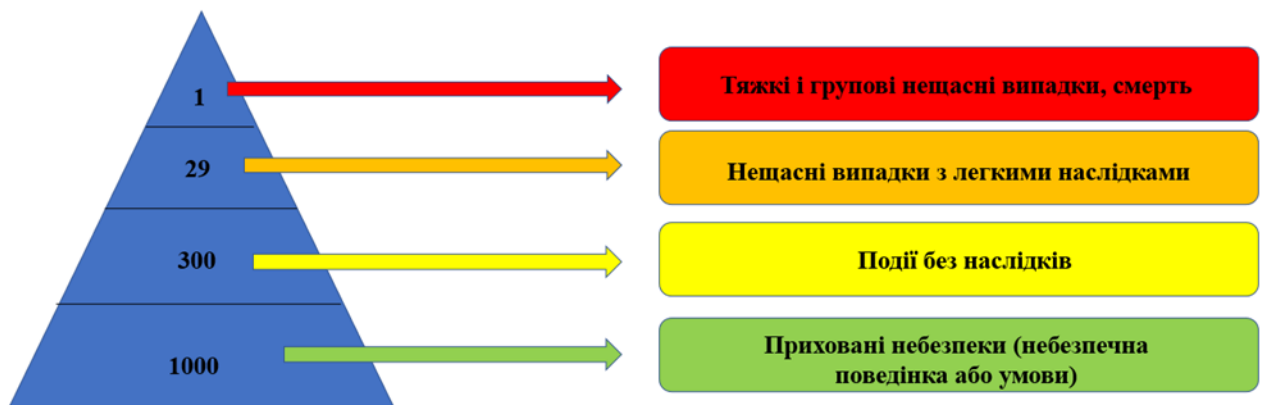 1
Тяжкі і групові нещасні випадки, смерть
29
Нещасні випадки з легкими наслідками
300
Події без наслідків
1000
Приховані небезпеки (небезпечна
поведінка або умови)